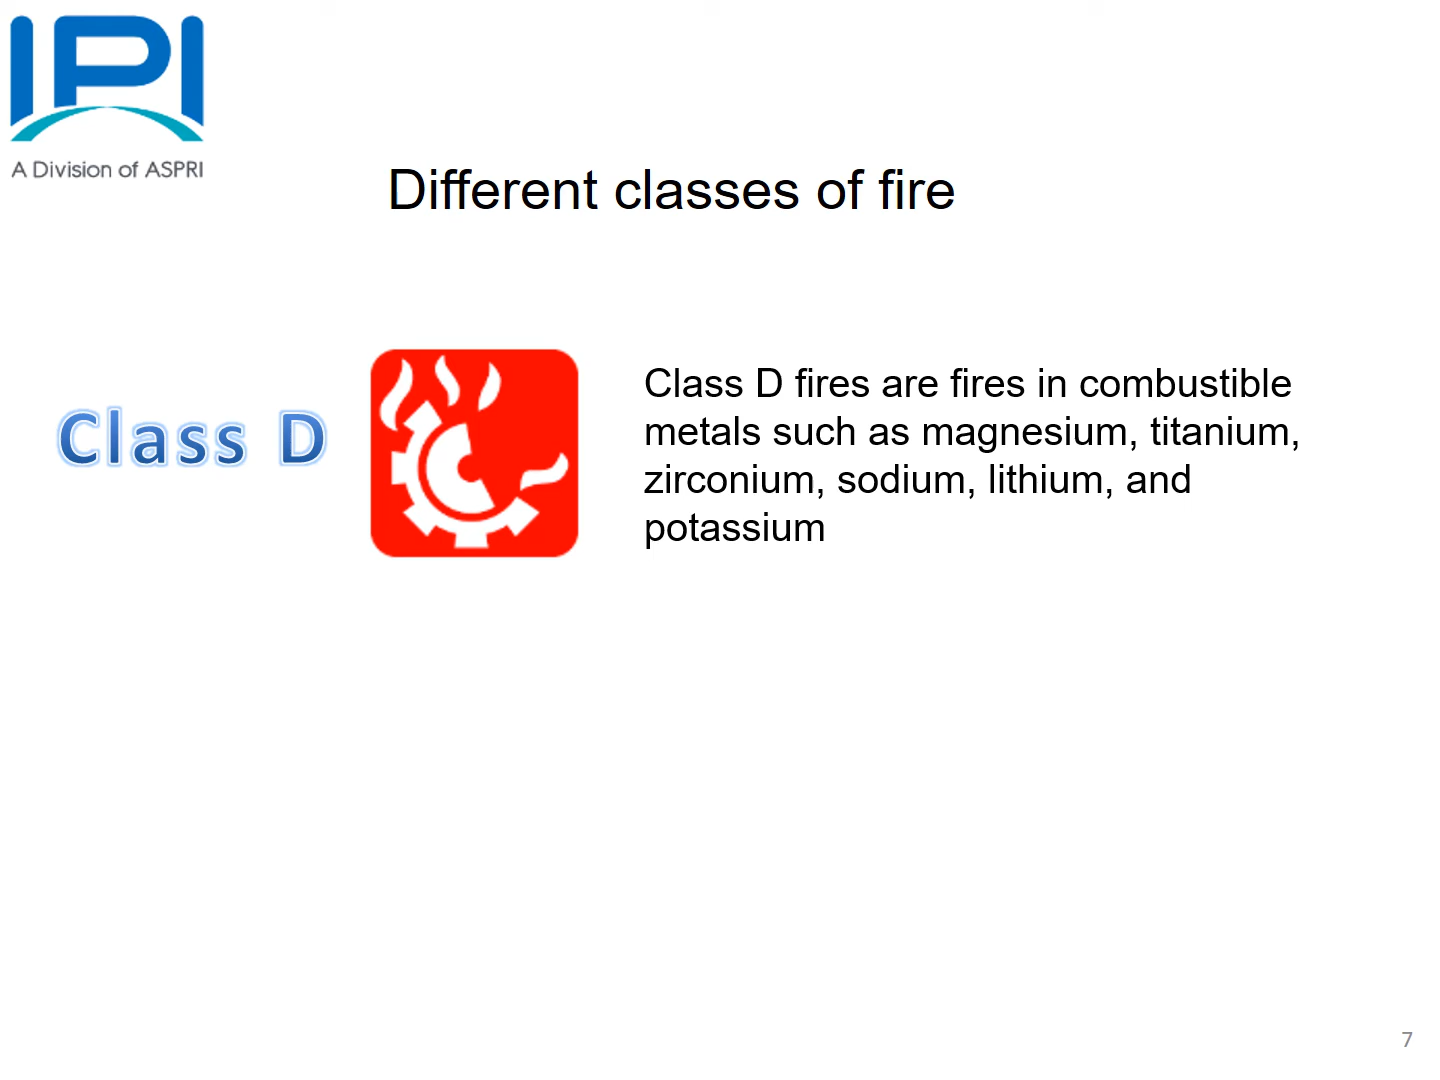 IPI
A Division of ASPRI
Different classes of fire
Class D
Class D fires are fires in combustible
metals such as magnesium, titanium,
zirconium, sodium, lithium, and
potassium
7